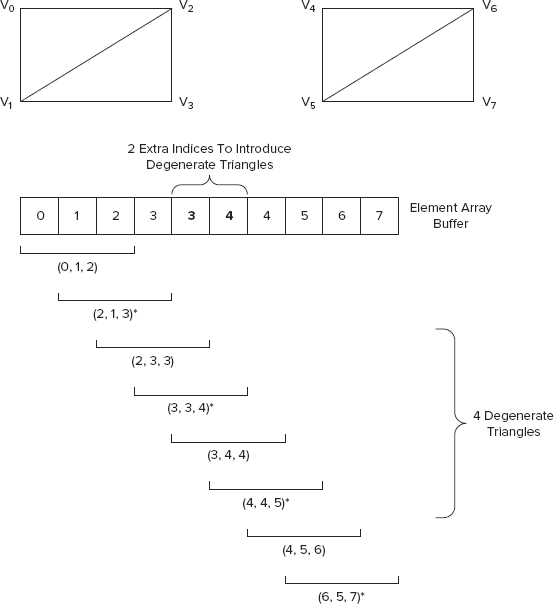 V0 V2 V4 V6
V1 V3 V5 V7
2 Extra Indices To Introduce
Degenerate Triangles
0 1 2 3 3 4 4 5 6 7
Element Array
Buffer
(0, 1, 2)
(2, 1, 3)*
(2, 3, 3)
(3, 3, 4)*
4 Degenerate
Triangles
(3, 4, 4)
(4, 4, 5)*
(4, 5, 6)
(6, 5, 7)*